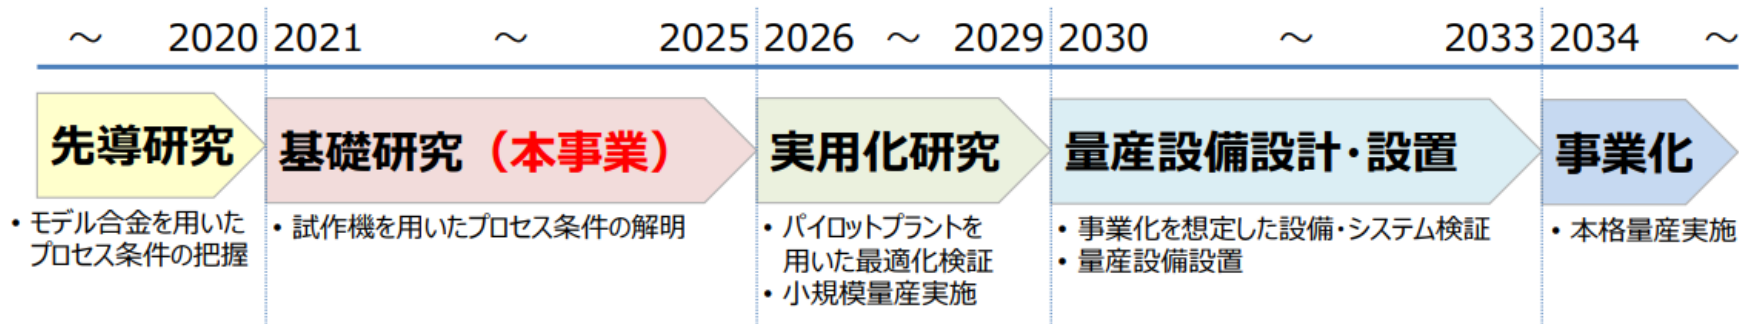 ～ 2020 2021 ～ 2025 2026 ～ 2029 2030 ～ 2033 2034 ～
先導研究 基礎研究（本事業） 実用化研究 量産設備設計・設置 事業化
・モデル合金を用いた
プロセス条件の把握
・試作機を用いたプロセス条件の解明
・パイロットプラントを
用いた最適化検証
・小規模量産実施
・事業化を想定した設備・システム検証
・量産設備設置
・本格量産実施